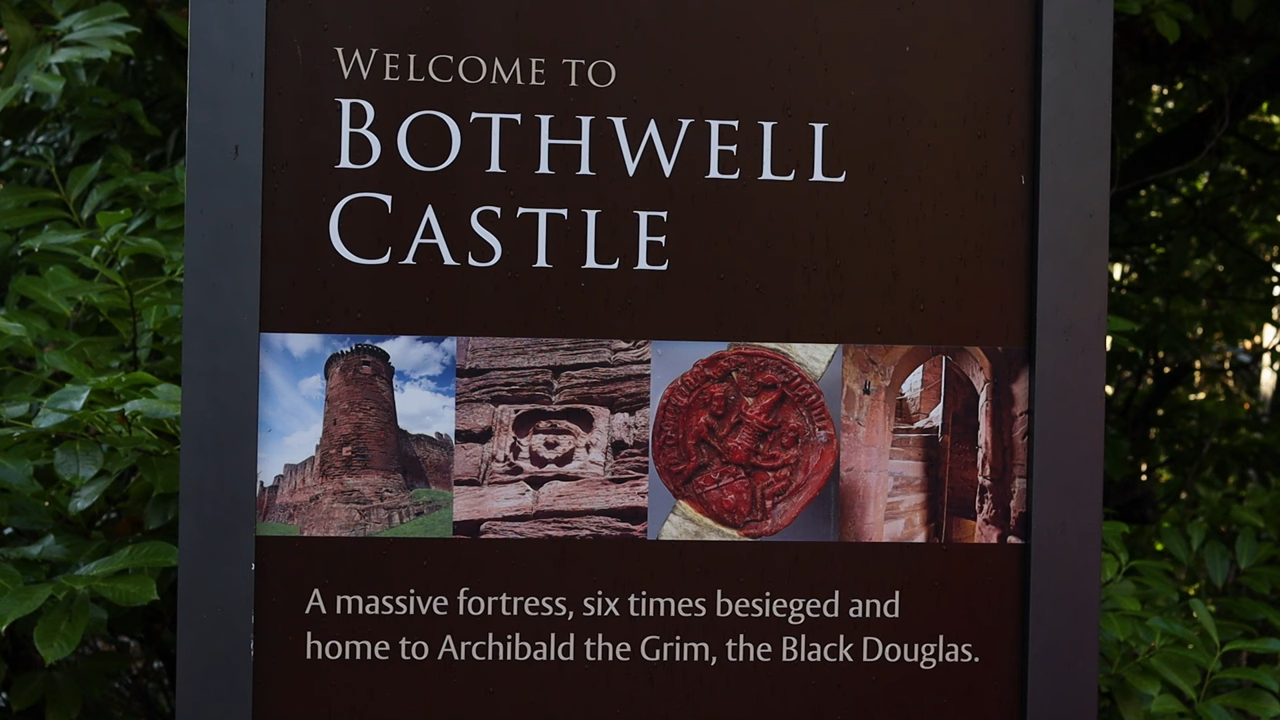 WELCOME TO
BOTHWELL
CASTLE
A massive fortress, six times besieged and
home to Archibald the Grim, the Black Douglas.